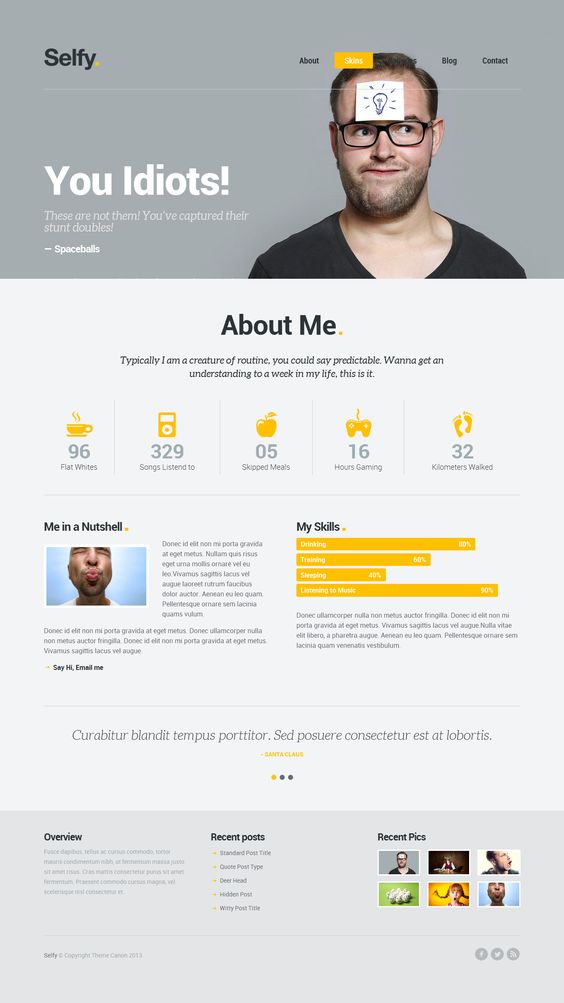 Selfy.
About Skins Blog Contact
You Idiots!
These are not them! You've captured their
stunt doubles!
— Spaceballs
About Me.
Typically I am a creature of routine, you could say predictable. Wanna get an
understanding to a week in my life, this is it.
96 329 05 16 32
Flat Whites Songs Listend to Skipped Meals Hours Gaming Kilometers Walked
Me in a Nutshell.
Donec id elit non mi porta gravida
at eget metus. Nullam quis risus
eget urna mollis ornare vel eu
leo.Vivamus sagittis lacus vel
augue laoreet rutrum faucibus
dolor auctor. Aenean eu leo quam.
Pellentesque ornare sem lacinia
quams vulum.
Donec id elit non mi porta gravida at eget metus. Donec ullamcorper nulla
non metus auctor fringilla. Donec id elit non mi porta gravida at eget metus.
Vivamus sagittis lacus vel augue.
→ Say Hi, Email me
My Skills.
Drinking 80%
Training 60%
Sleeping 40%
Listening to Music 90%
Donec ullamcorper nulla non metus auctor fringilla. Donec id elit non mi
porta gravida at eget metus. Vivamus sagittis lacus vel augue.Nulla vitae
elit libero, a pharetra augue. Aenean eu leo quam. Pellentesque ornare sem
lacinia quam venenatis vestibulum.
Curabitur blandit tempus porttitor. Sed posuere consectetur est at lobortis.
- SANTA CLAUS
Overview
Fusce dapibus, tellus ac cursus commodo, tortor
mauris condimentum nibh, ut fermentum massa justo
sit amet risus. Cras mattis consectetur purus sit amet
fermentum. Praesent commodo cursus magna, vel
scelerisque nisl consectetur et.
Recent posts
→ Standard Post Title
→ Quote Post Type
→ Deer Head
→ Hidden Post
→ Witty Post Title
Recent Pics
Selfy © Copyright Theme Canon 2013